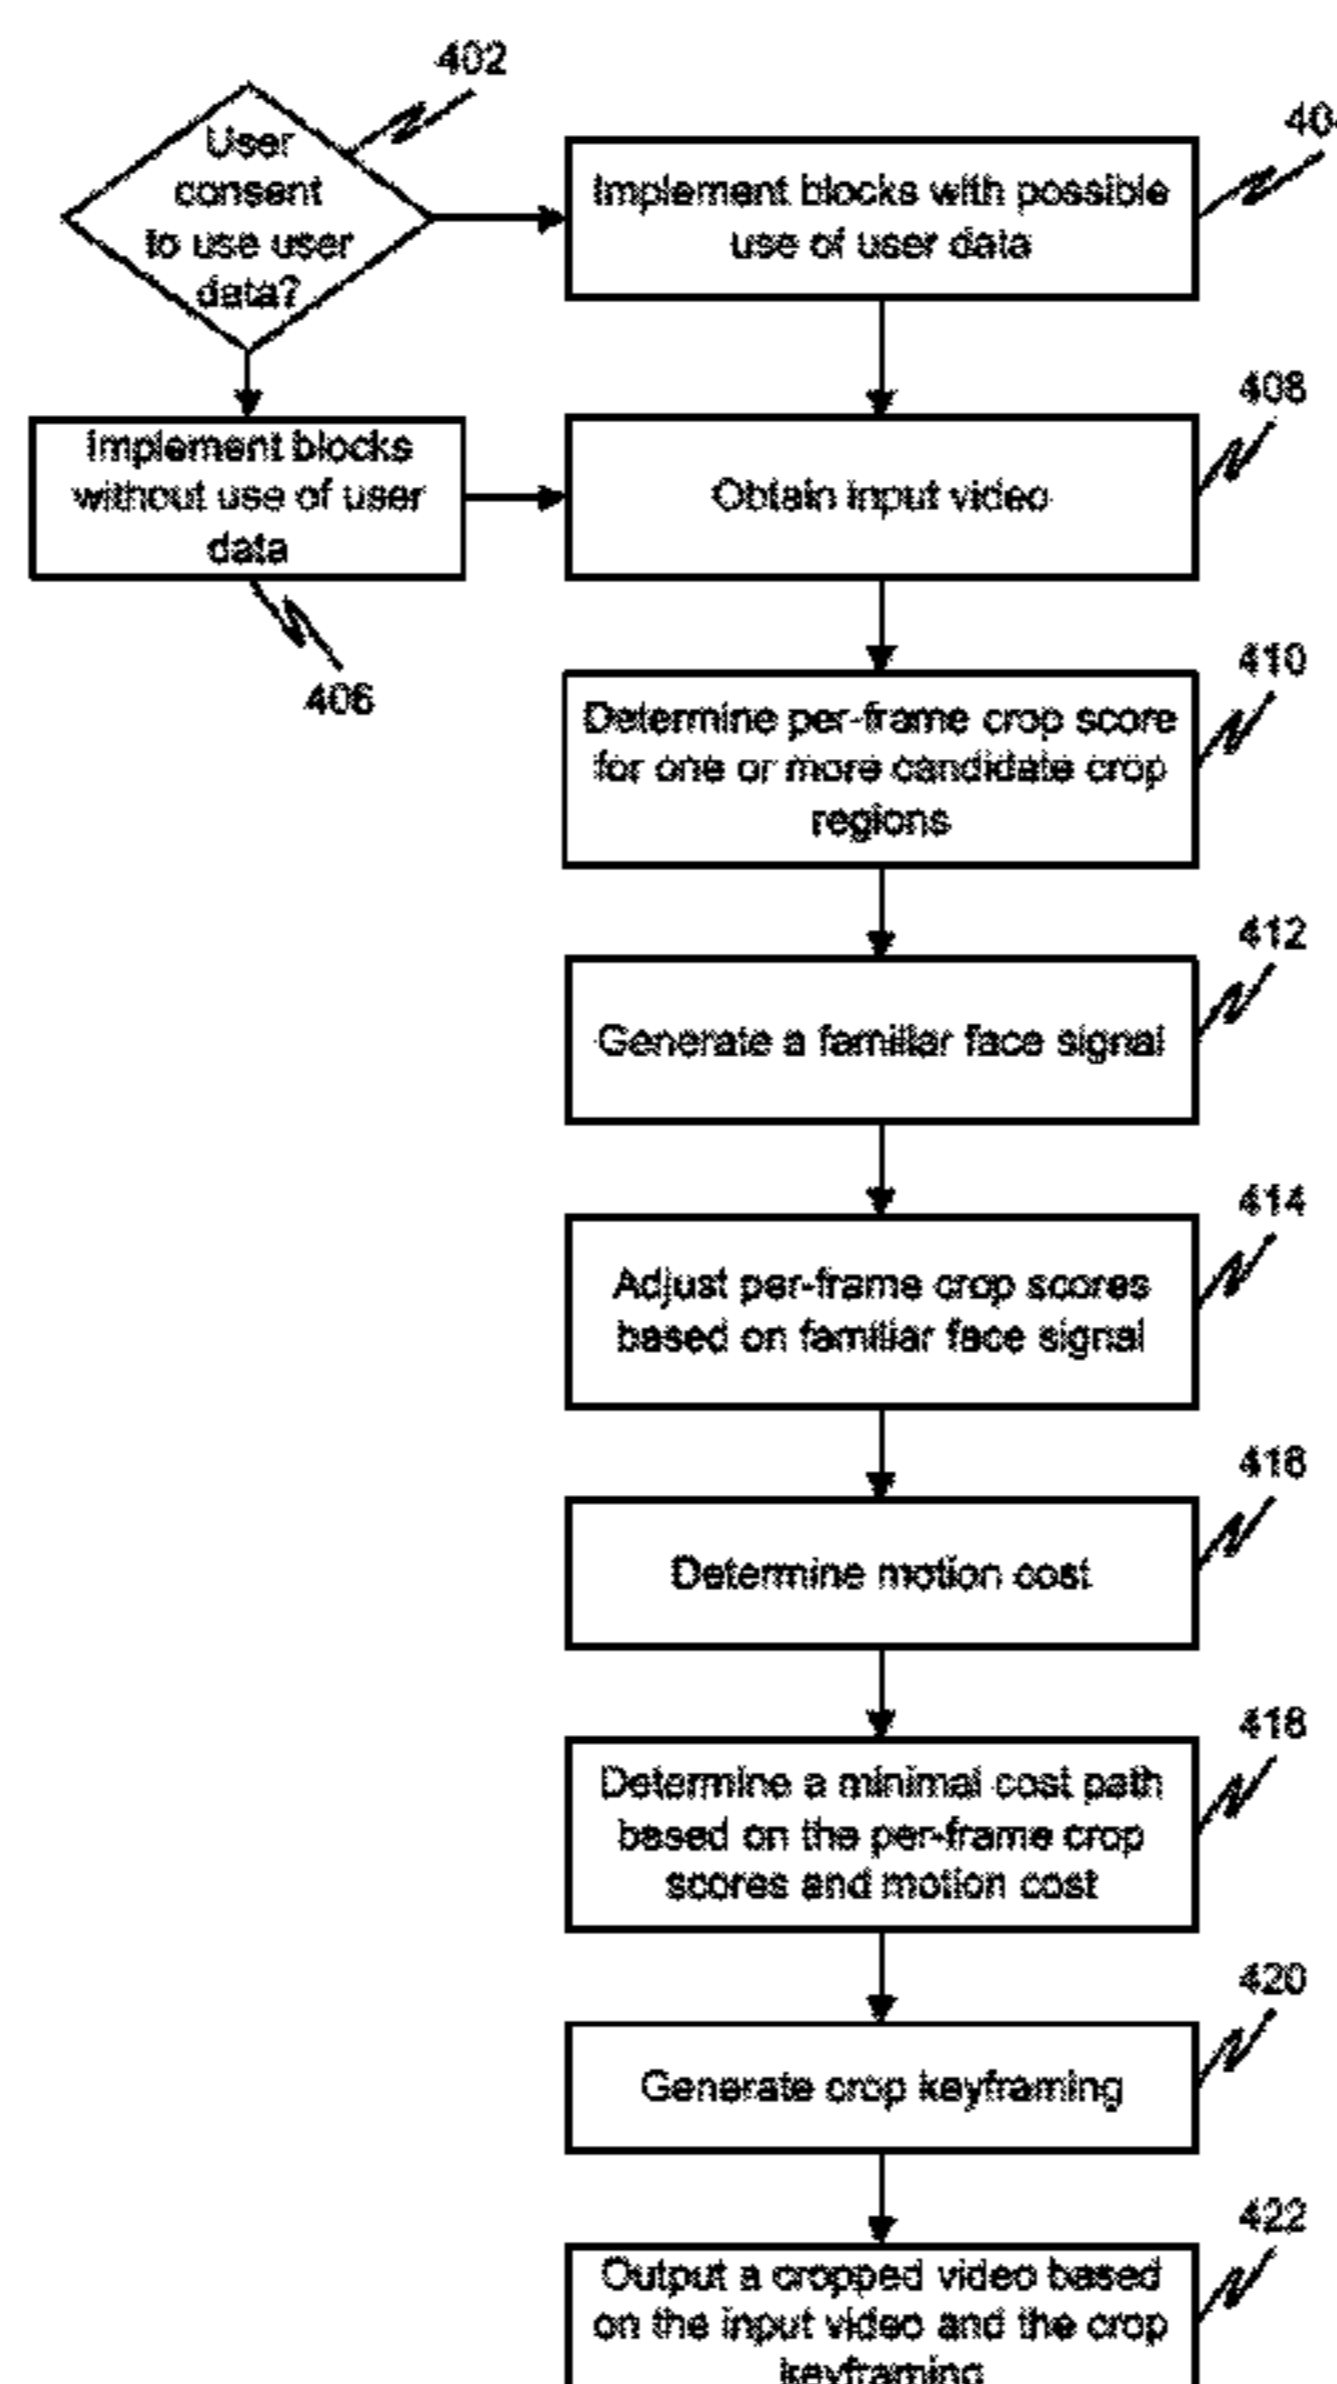 402
User
consent
to use user
data?
Implement blocks with possible
use of user data
408
Implement blocks
without use of user
data
Obtain input video
406
410
Determine per-frame crop score
for one or more candidate crop
regions
412
Generate a familiar face signal
414
Adjust per-frame crop scores
based on familiar face signal
416
Determine motion cost
418
Determine a minimal cost path
based on the per-frame crop
scores and motion cost
420
Generate crop keyframing
422
Output a cropped video based
on the input video and the crop
keyframing